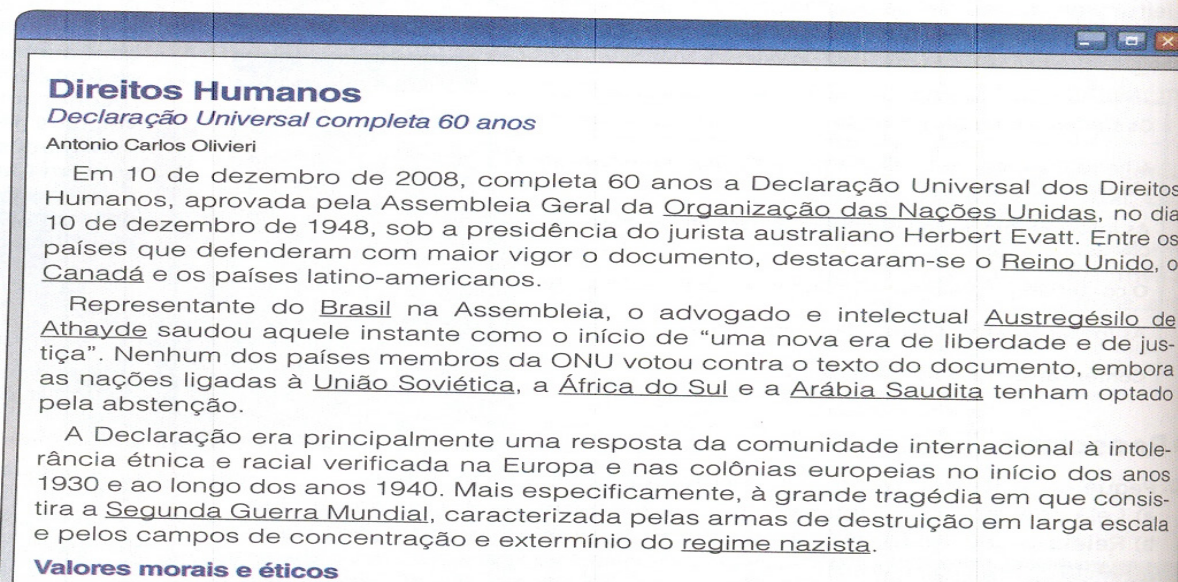 Direitos Humanos
Declaração Universal completa 60 anos
Antonio Carlos Olivieri
Em 10 de dezembro de 2008, completa 60 anos a Declaração Universal dos Direitos
Humanos, aprovada pela Assembleia Geral da Organização das Nações Unidas, no dia
10 de dezembro de 1948, sob a presidência do jurista australiano Herbert Evatt. Entre os
países que defenderam com maior vigor o documento, destacaram-se o Reino Unido, o
Canadá e os países latino-americanos.
Representante do Brasil na Assembleia, o advogado e intelectual Austregésilo de
Athayde saudou aquele instante como o início de “uma nova era de liberdade e de jus-
tiça”. Nenhum dos países membros da ONU votou contra o texto do documento, embora
as nações ligadas à União Soviética, a África do Sul e a Arábia Saudita tenham optado
pela abstenção.
A Declaração era principalmente uma resposta da comunidade internacional à intole-
rância étnica e racial verificada na Europa e nas colônias europeias no início dos anos
1930 e ao longo dos anos 1940. Mais especificamente, à grande tragédia em que consis-
tira a Segunda Guerra Mundial, caracterizada pelas armas de destruição em larga escala
e pelos campos de concentração e extermínio do regime nazista.
Valores morais e éticos